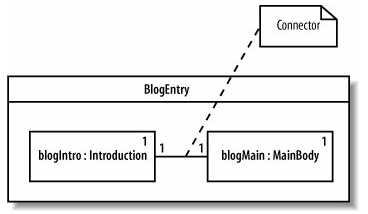 Connector
BlogEntry
1
1
blogIntro : Introduction
1
1
blogMain : MainBody